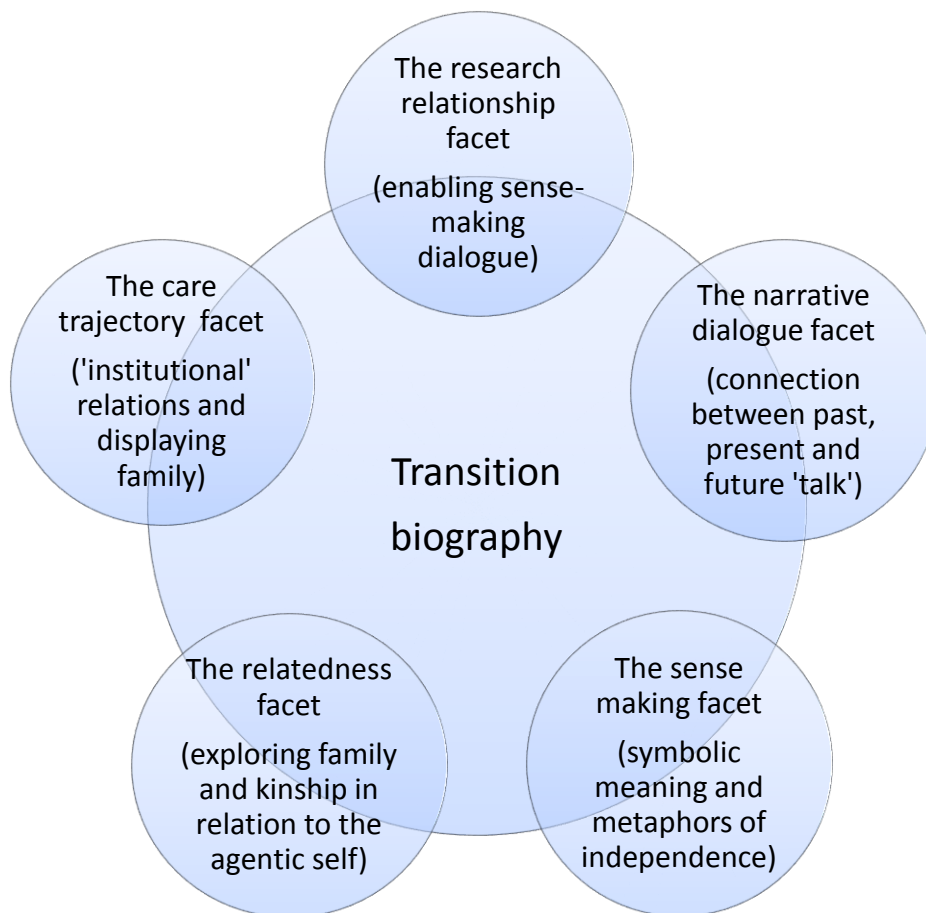 The research
relationship
facet
(enabling sense-
making
dialogue)
The care
trajectory facet
('institutional'
relations and
displaying
family)
The narrative
dialogue facet
(connection
between past,
present and
future 'talk')
Transition
biography
The relatedness
facet
(exploring family
and kinship in
relation to the
agentic self)
The sense
making facet
(symbolic
meaning and
metaphors of
independence)